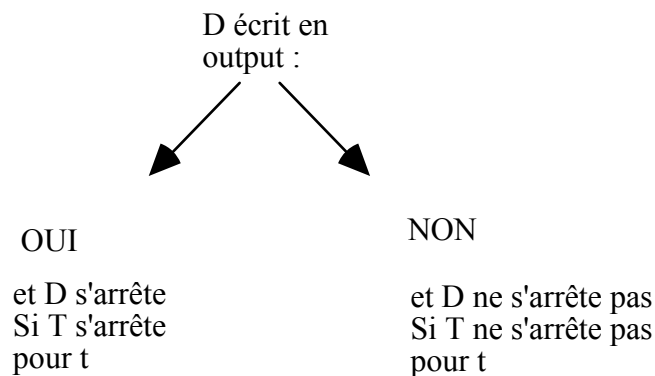 D écrit en
output :
OUI
et D s'arrête
Si T s'arrête
pour t
NON
et D ne s'arrête pas
Si T ne s'arrête pas
pour t